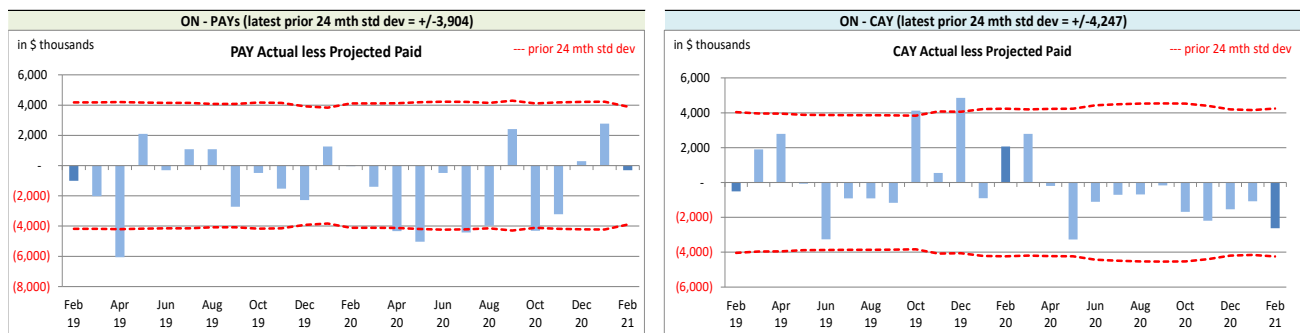 ON - PAYs (latest prior 24 mth std dev = +/-3,904)
in $ thousands
PAY Actual less Projected Paid
--- prior 24 mth std dev
6,000
4,000
2,000
-
(2,000)
(4,000)
(6,000)
(8,000)
Feb Apr Jun Aug Oct Dec Feb Apr Jun Aug Oct Dec Feb
19 19 19 19 19 19 20 20 20 20 20 20 21
ON - CAY (latest prior 24 mth std dev = +/-4,247)
in $ thousands
CAY Actual less Projected Paid
--- prior 24 mth std dev
6,000
4,000
2,000
-
(2,000)
(4,000)
(6,000)
Feb Apr Jun Aug Oct Dec Feb Apr Jun Aug Oct Dec Feb
19 19 19 19 19 19 20 20 20 20 20 20 21